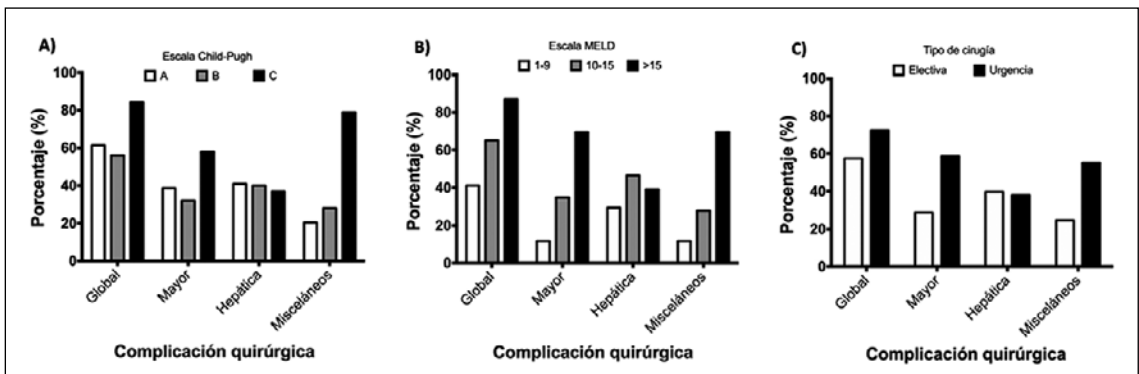 A)
Escala Child-Pugh
A B C
Porcentaje (%)
100
80
60
40
20
0
Global
Mayor
Hepática
Misceláneos
Complicación quirúrgica
B)
Escala MELD
1-9 10-15 >15
Porcentaje (%)
100
80
60
40
20
0
Global
Mayor
Hepática
Misceláneos
Complicación quirúrgica
C)
Tipo de cirugía
Electiva Urgencia
Porcentaje (%)
100
80
60
40
20
0
Global
Mayor
Hepática
Misceláneos
Complicación quirúrgica